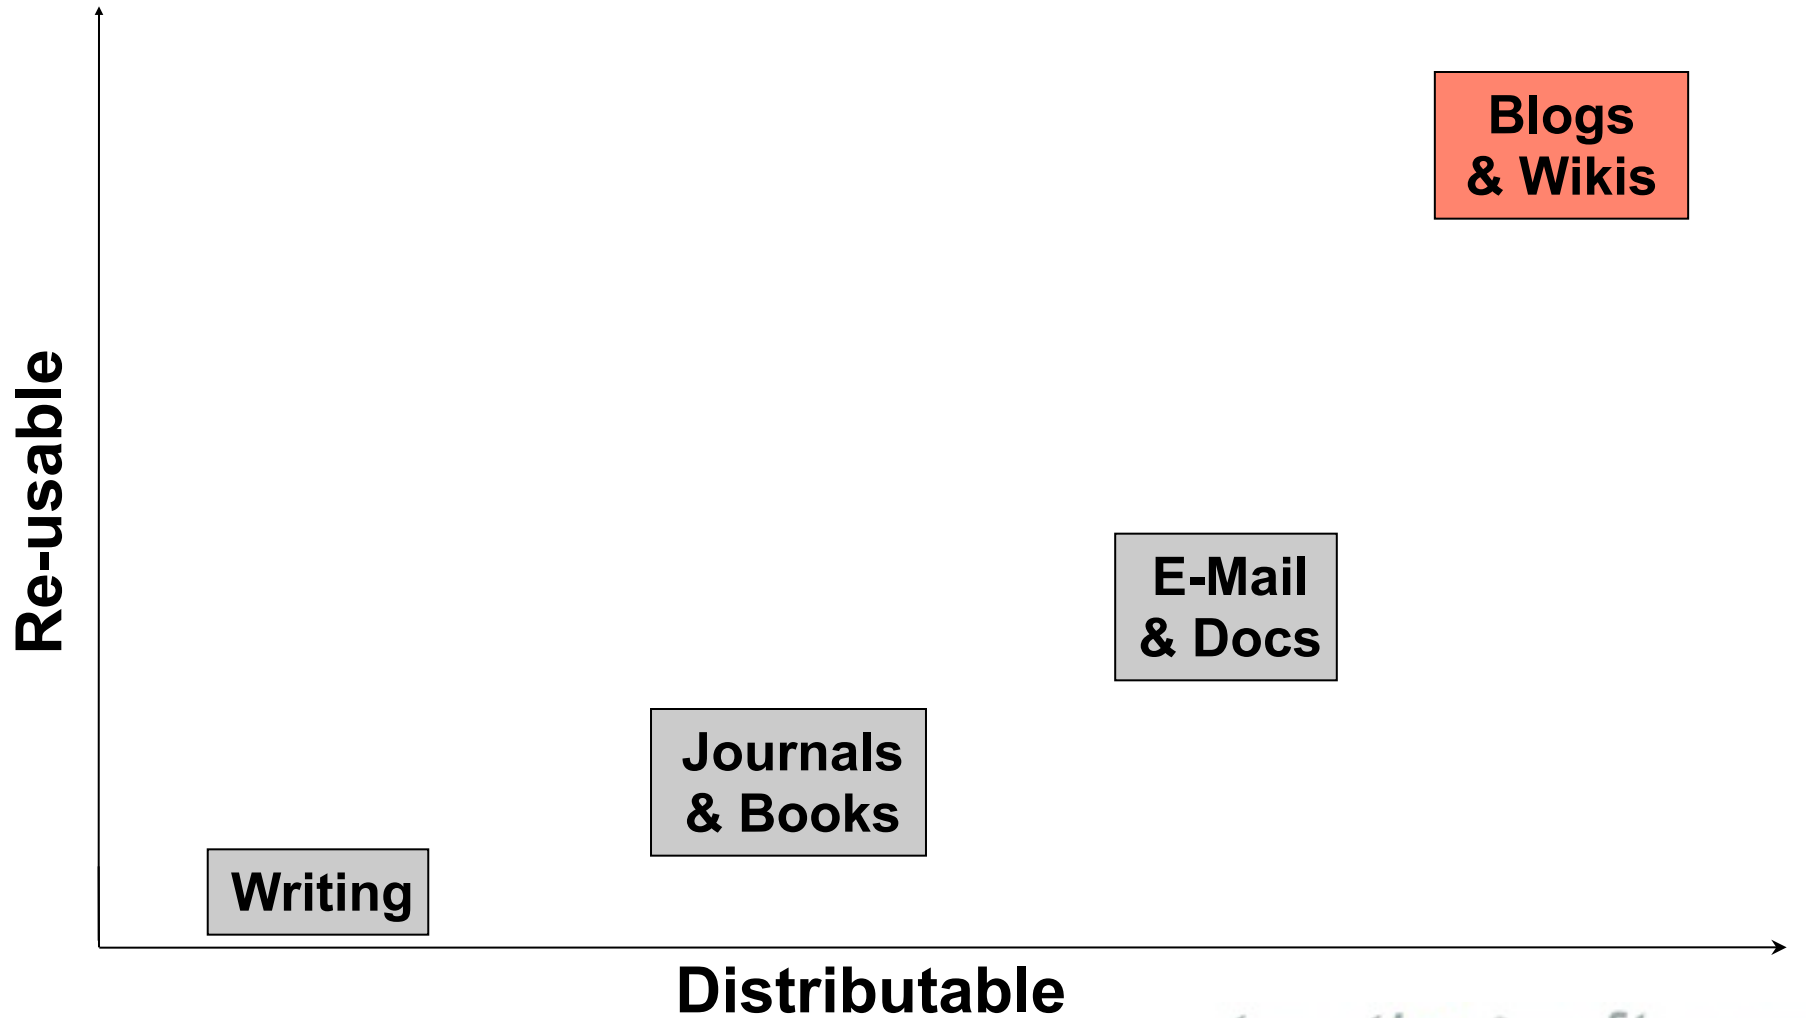 Blogs
& Wikis
Re-usable
E-Mail
& Docs
Journals
& Books
Writing
Distributable